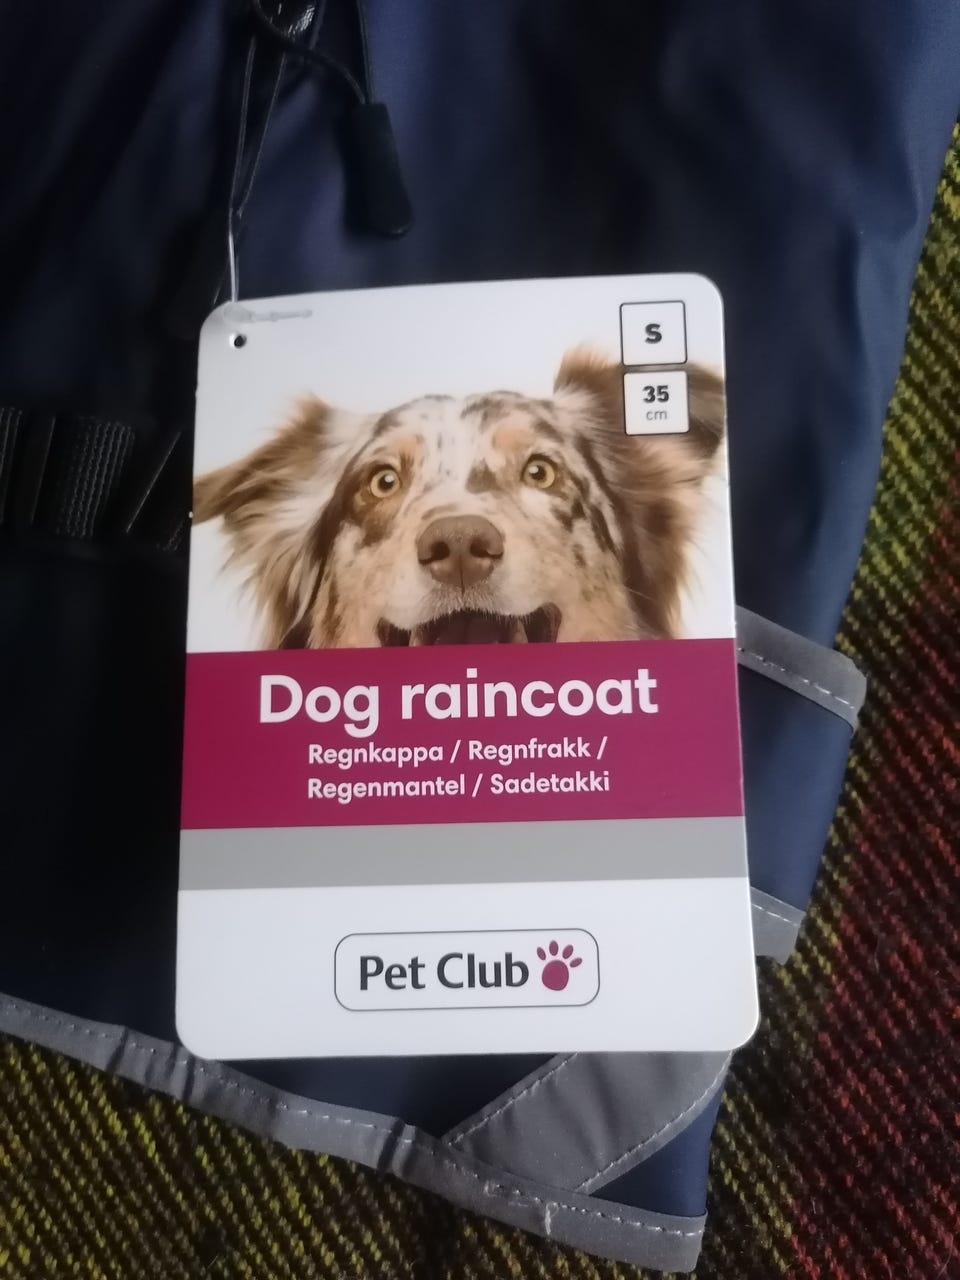 S
35
cm
Dog raincoat
Regnkappa / Regnfrakk /
Regenmantel / Sadetakki
Pet Club